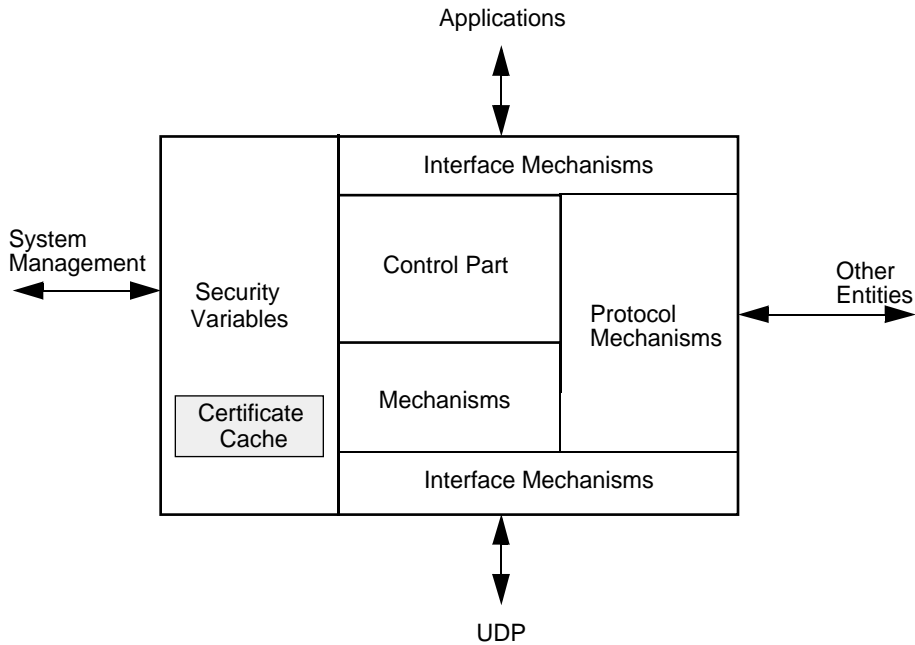 Applications
Interface Mechanisms
System
Management
Control Part
Other
Entities
Security
Variables
Protocol
Mechanisms
Certificate
Cache
Mechanisms
Interface Mechanisms
UDP